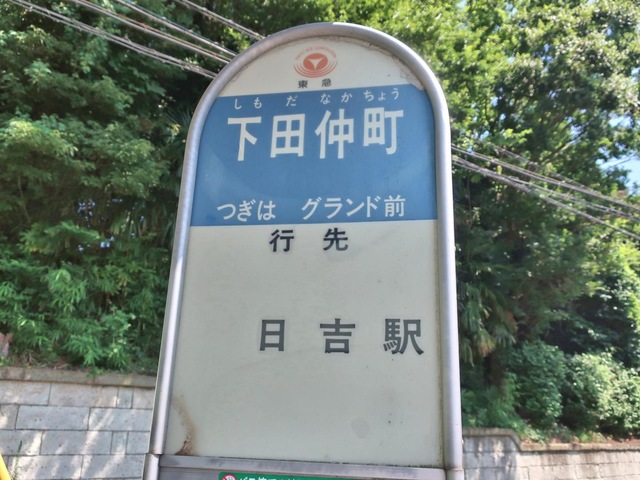 東急
しもだなかちょう
下田仲町
つぎは グランド前
行先
日吉駅